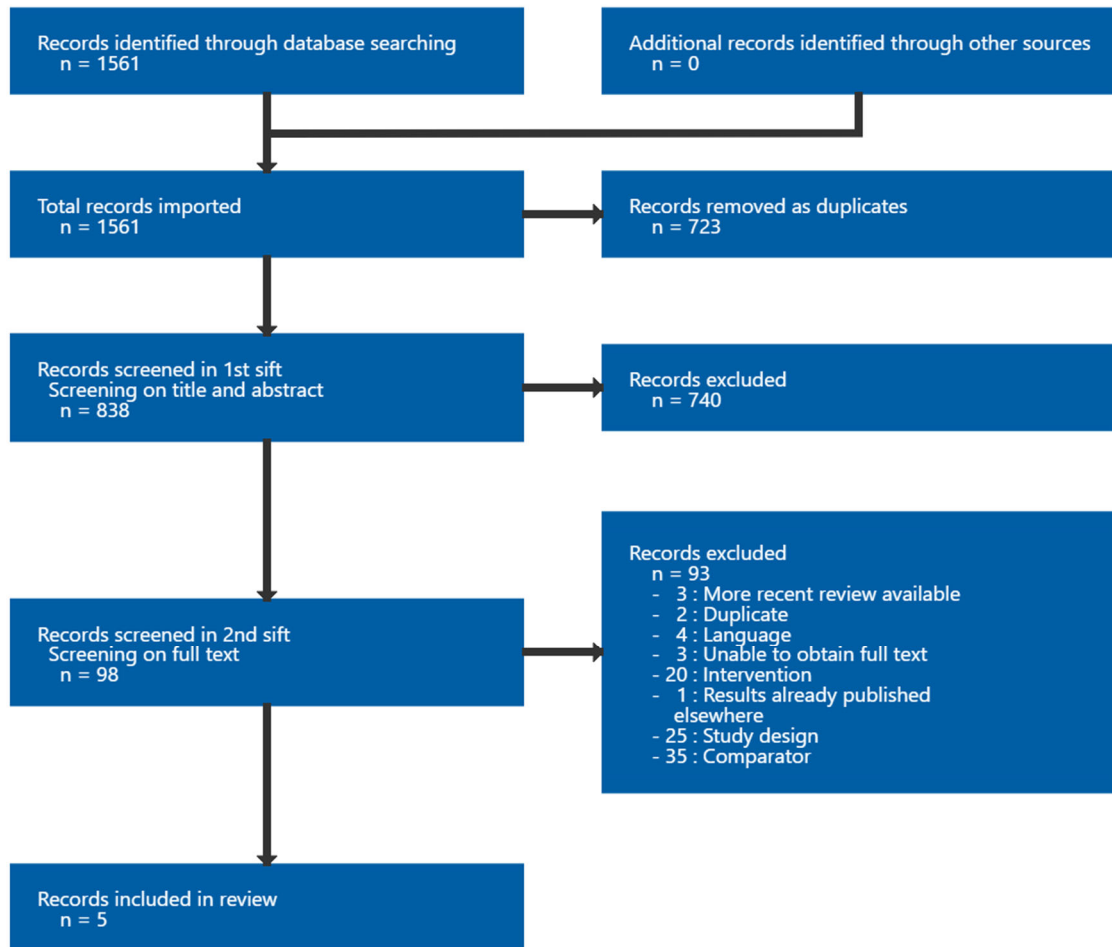 Records identified through database searching
n = 1561
Additional records identified through other sources
n = 0
Total records imported
n = 1561
Records removed as duplicates
n = 723
Records screened in 1st sift
Screening on title and abstract
n = 838
Records excluded
n = 740
Records screened in 2nd sift
Screening on full text
n = 98
Records excluded
n = 93
- 3 : More recent review available
- 2 : Duplicate
- 4 : Language
- 3 : Unable to obtain full text
- 20 : Intervention
- 1 : Results already published
elsewhere
- 25 : Study design
- 35 : Comparator
Records included in review
n = 5